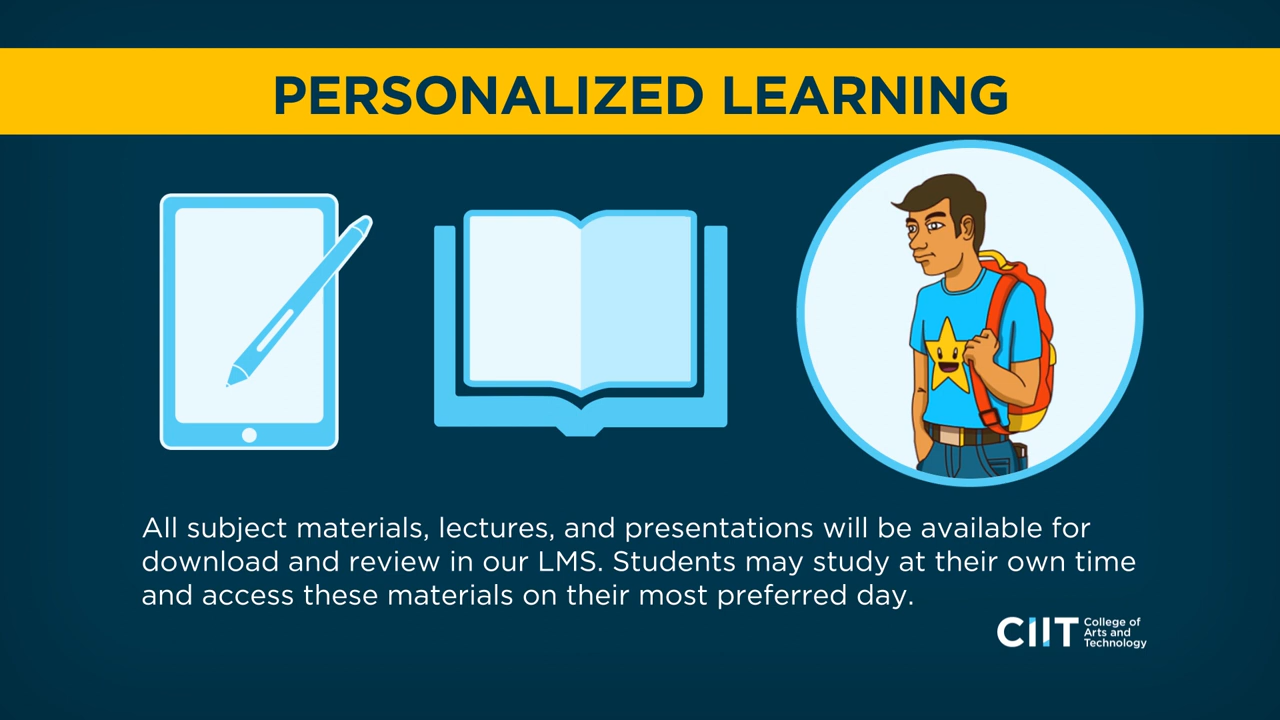 PERSONALIZED LEARNING
All subject materials, lectures, and presentations will be available for
download and review in our LMS. Students may study at their own time
and access these materials on their most preferred day.
CIIT
College of
Arts and
Technology